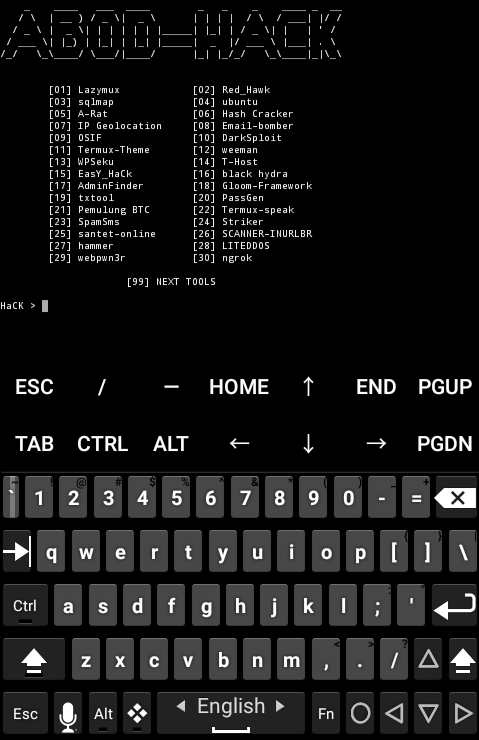 ABOD-HACK
[01] Lazymux [02] Red_Hawk
[03] sqlmap [04] ubuntu
[05] A-Rat [06] Hash Cracker
[07] IP Geolocation [08] Email-bomber
[09] OSIF [10] DarkSploit
[11] Termux-Theme [12] weeman
[13] WPSeku [14] T-Host
[15] EasY_HaCk [16] black hydra
[17] AdminFinder [18] Gloom-Framework
[19] txtool [20] PassGen
[21] Pemulung BTC [22] Termux-speak
[23] SpamSms [24] Striker
[25] santet-online [26] SCANNER-INURLBR
[27] hammer [28] LITEDDOS
[29] webpwn3r [30] ngrok
[99] NEXT TOOLS
HaCK >
ESC / — HOME ↑ END PGUP
TAB CTRL ALT ← ↓ → PGDN
~ ! @ # $ % ^ & * ( ) _ +
` 1 2 3 4 5 6 7 8 9 0 - =
{ } |
q w e r t y u i o p [ ] \
: "
Ctrl a s d f g h j k l ; '
< > ?
z x c v b n m , . /
Esc Alt English Fn